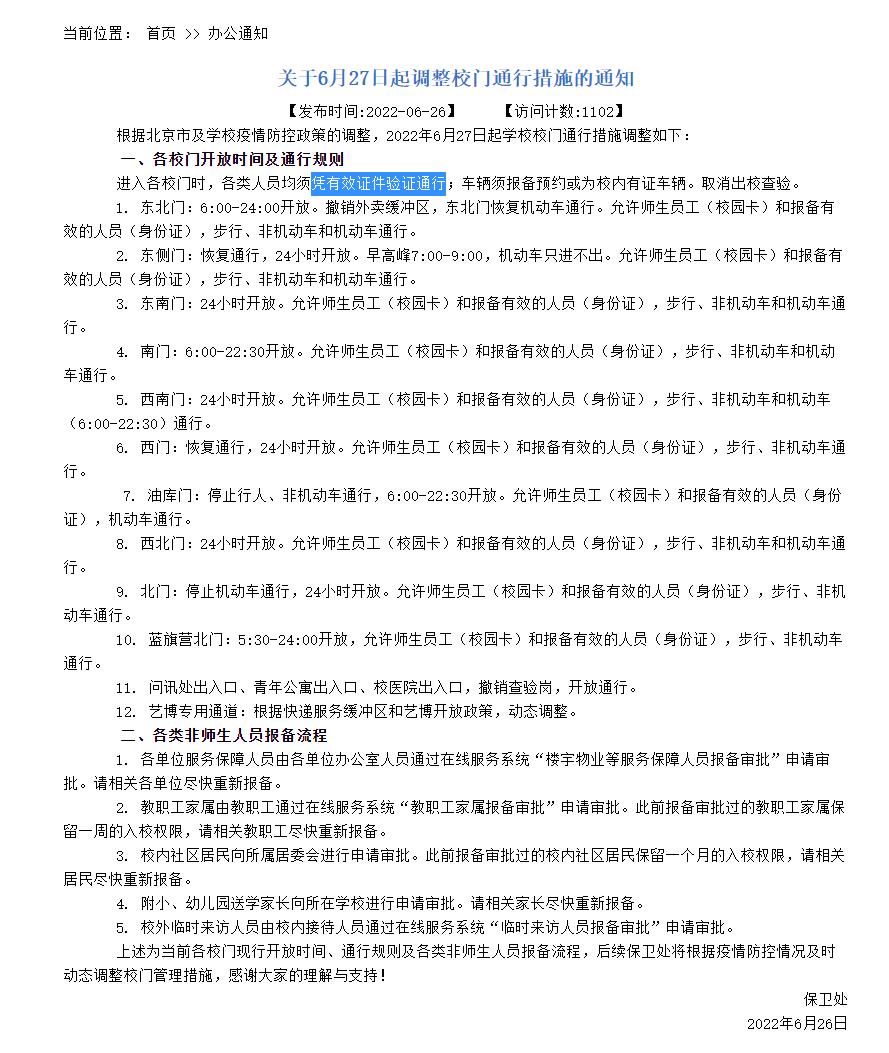 当前位置： 首页 >> 办公通知
关于6月27日起调整校门通行措施的通知
【发布时间:2022-06-26】 【访问计数:1102】
根据北京市及学校疫情防控政策的调整，2022年6月27日起学校校门通行措施调整如下：
一、各校门开放时间及通行规则
进入各校门时，各类人员均须凭有效证件验证通行；车辆须报备预约或为校内有证车辆。取消出校查验。
1. 东北门：6:00-24:00开放。撤销外卖缓冲区，东北门恢复机动车通行。允许师生员工（校园卡）和报备有
效的人员（身份证），步行、非机动车和机动车通行。
2. 东侧门：恢复通行，24小时开放。早高峰7:00-9:00，机动车只进不出。允许师生员工（校园卡）和报备有
效的人员（身份证），步行、非机动车和机动车通行。
3. 东南门：24小时开放。允许师生员工（校园卡）和报备有效的人员（身份证），步行、非机动车和机动车通
行。
4. 南门：6:00-22:30开放。允许师生员工（校园卡）和报备有效的人员（身份证），步行、非机动车和机动
车通行。
5. 西南门：24小时开放。允许师生员工（校园卡）和报备有效的人员（身份证），步行、非机动车和机动车
（6:00-22:30）通行。
6. 西门：恢复通行，24小时开放。允许师生员工（校园卡）和报备有效的人员（身份证），步行、非机动车通
行。
7. 油库门：停止行人、非机动车通行，6:00-22:30开放。允许师生员工（校园卡）和报备有效的人员（身份
证），机动车通行。
8. 西北门：24小时开放。允许师生员工（校园卡）和报备有效的人员（身份证），步行、非机动车和机动车通
行。
9. 北门：停止机动车通行，24小时开放。允许师生员工（校园卡）和报备有效的人员（身份证），步行、非机
动车通行。
10. 蓝旗营北门：5:30-24:00开放，允许师生员工（校园卡）和报备有效的人员（身份证），步行、非机动车
通行。
11. 问讯处出入口、青年公寓出入口、校医院出入口，撤销查验岗，开放通行。
12. 艺博专用通道：根据快递服务缓冲区和艺博开放政策，动态调整。
二、各类非师生人员报备流程
1. 各单位服务保障人员由各单位办公室人员通过在线服务系统“楼宇物业等服务保障人员报备审批”申请审
批。请相关各单位尽快重新报备。
2. 教职工家属由教职工通过在线服务系统“教职工家属报备审批”申请审批。此前报备审批过的教职工家属保
留一周的入校权限，请相关教职工尽快重新报备。
3. 校内社区居民向所属居委会进行申请审批。此前报备审批过的校内社区居民保留一个月的入校权限，请相关
居民尽快重新报备。
4. 附小、幼儿园送学家长向所在学校进行申请审批。请相关家长尽快重新报备。
5. 校外临时来访人员由校内接待人员通过在线服务系统“临时来访人员报备审批”申请审批。
上述为当前各校门现行开放时间、通行规则及各类非师生人员报备流程，后续保卫处将根据疫情防控情况及时
动态调整校门管理措施，感谢大家的理解与支持！
保卫处
2022年6月26日